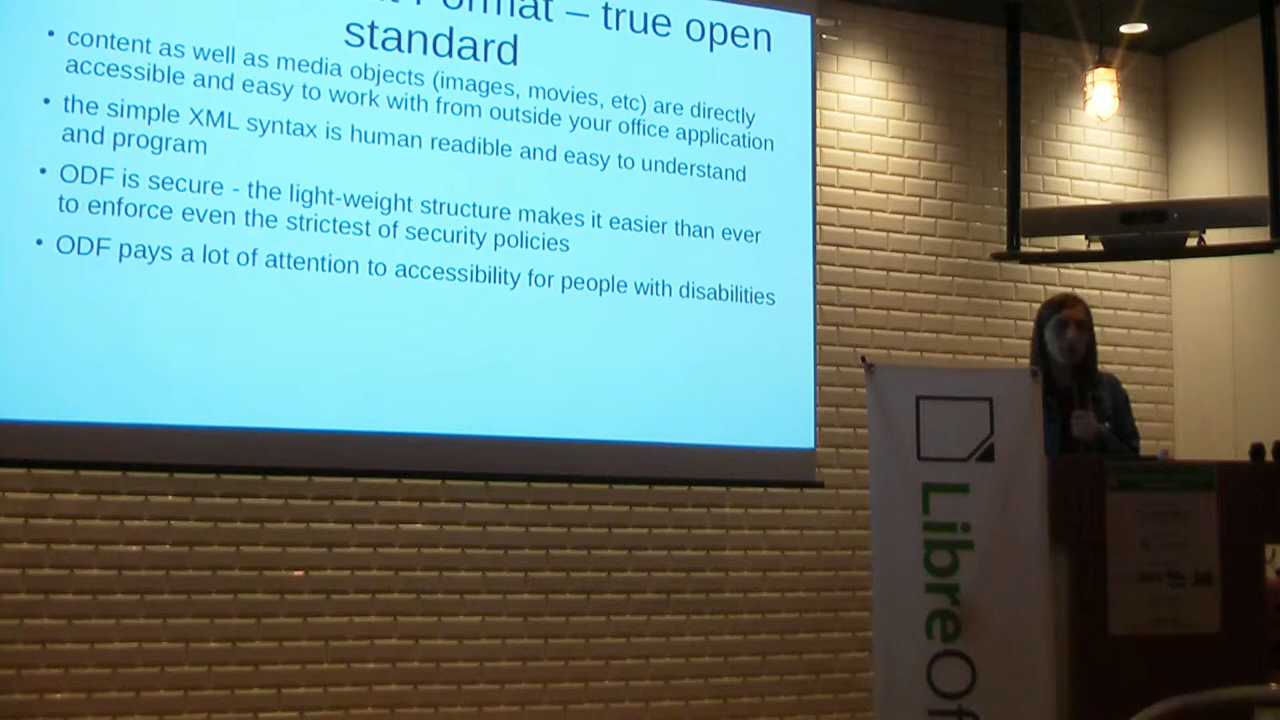 Format – true open
standard
• content as well as media objects (images, movies, etc) are directly
accessible and easy to work with from outside your office application
• the simple XML syntax is human readible and easy to understand
and program
• ODF is secure - the light-weight structure makes it easier than ever
to enforce even the strictest of security policies
• ODF pays a lot of attention to accessibility for people with disabilities
LibreOf